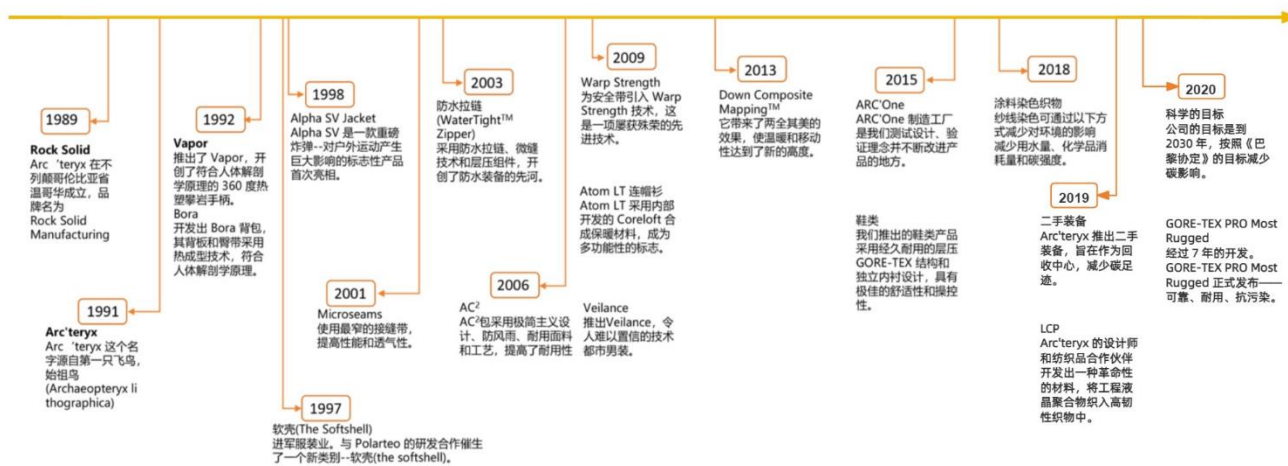 1989
Rock Solid
Arc 'teryx 在不
列颠哥伦比亚省
温哥华成立，品
牌名为
Rock Solid
Manufacturing
1991
Arc'teryx
Arc 'teryx 这个名
字源自第一只飞鸟，
始祖鸟
(Archaeopteryx li
thographica)
1992
Vapor
推出了 Vapor，开
创了符合人体解剖
学原理的 360 度热
塑攀岩手柄。
Bora
开发出 Bora 背包，
其背板和臀带采用
热成型技术，符合
人体解剖学原理。
1997
软壳(The Softshell)
进军服装业。与 Polarteo 的研发合作催生
了一个新类别--软壳(the softshell)。
1998
Alpha SV Jacket
Alpha SV 是一款重磅
炸弹--对户外运动产生
巨大影响的标志性产品
首次亮相。
2001
Microseams
使用最窄的接缝带，
提高性能和透气性。
2003
防水拉链
(WaterTight™
Zipper)
采用防水拉链、微缝
技术和层压组件，开
创了防水装备的先河。
2006
AC²
AC²包采用极简主义设
计、防风雨、耐用面料
和工艺，提高了耐用性
2009
Warp Strength
为安全带引入 Warp
Strength 技术，这
是一项屡获殊荣的先
进技术。
Atom LT 连帽衫
Atom LT 采用内部
开发的 Coreloft 合
成保暖材料，成为
多功能性的标志。
Veilance
推出Veilance，令
人难以置信的技术
都市男装。
2013
Down Composite
Mapping™
它带来了两全其美的
效果，使温暖和移动
性达到了新的高度。
2015
ARC'One
ARC'One 制造工厂
是我们测试设计、验
证理念并不断改进产
品的地方。
鞋类
我们推出的鞋类产品
采用经久耐用的层压
GORE-TEX 结构和
独立内衬设计，具有
极佳的舒适性和操控
性。
2018
涂料染色织物
纱线染色可通过以下方
式减少对环境的影响
减少用水量、化学品消
耗量和碳强度。
2019
二手装备
Arc'teryx 推出二手
装备，旨在作为回
收中心，减少碳足
迹。
LCP
Arc'teryx 的设计师
和纺织品合作伙伴
开发出一种革命性
的材料，将工程液
晶聚合物织入高韧
性织物中。
2020
科学的目标
公司的目标是到
2030 年，按照《巴
黎协定》的目标减少
碳影响。
GORE-TEX PRO Most
Rugged
经过 7 年的开发。
GORE-TEX PRO Most
Rugged 正式发布——
可靠、耐用、抗污染。